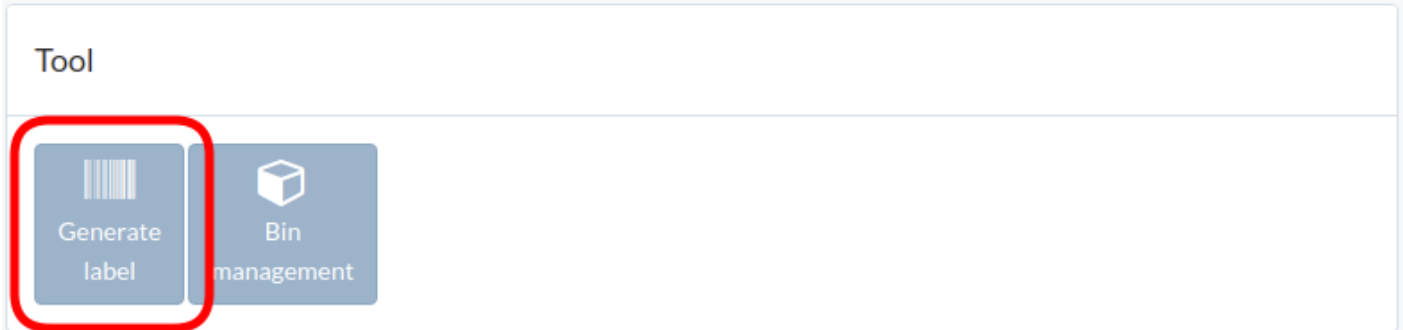 Tool
Generate
label
Bin
management